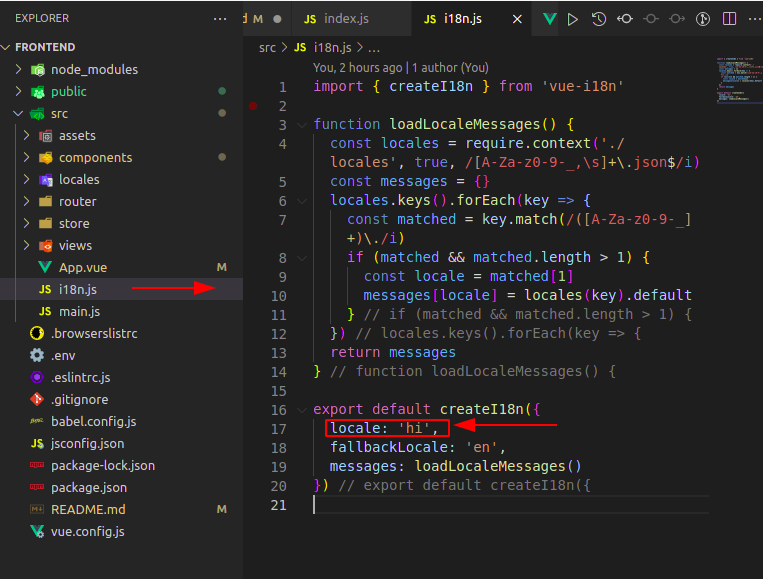 EXPLORER ...
d M ● JS index.js JS i18n.js ×
FRONTEND
node_modules
public
src
assets
components
locales
router
store
views
App.vue M
i18n.js
main.js
.browserslistrc
.env
.eslintrc.js
.gitignore
babel.config.js
jsconfig.json
package-lock.json
package.json
README.md M
vue.config.js
src > JS i18n.js > ...
You, 2 hours ago | 1 author (You)
1 import { createI18n } from 'vue-i18n'
2
3 function loadLocaleMessages() {
4 const locales = require.context('./
locales', true, /[A-Za-z0-9-_,\s]+\.json$/i)
5 const messages = {}
6 locales.keys().forEach(key => {
7 const matched = key.match(/([A-Za-z0-9-_]
+)\./i)
8 if (matched && matched.length > 1) {
9 const locale = matched[1]
10 messages[locale] = locales(key).default
11 } // if (matched && matched.length > 1) {
12 }) // locales.keys().forEach(key => {
13 return messages
14 } // function loadLocaleMessages() {
15
16 export default createI18n({
17 locale: 'hi',
18 fallbackLocale: 'en',
19 messages: loadLocaleMessages()
20 }) // export default createI18n({
21